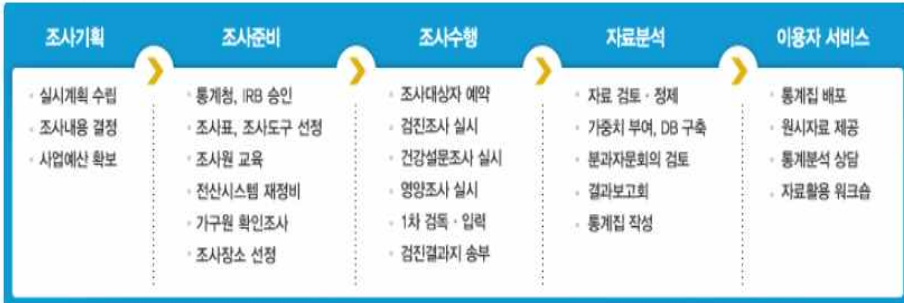 조사기획
실시계획 수립
조사내용 결정
사업예산 확보
조사준비
통계청, IRB 승인
조사표, 조사도구 선정
조사원 교육
전산시스템 재정비
가구원 확인조사
조사장소 선정
조사수행
조사대상자 예약
검진조사 실시
건강설문조사 실시
영양조사 실시
1차 검독 · 입력
검진결과지 송부
자료분석
자료 검토 · 정제
가중치 부여, DB 구축
분과자문회의 검토
결과보고회
통계집 작성
이용자 서비스
통계집 배포
원시자료 제공
통계분석 상담
자료활용 워크숍